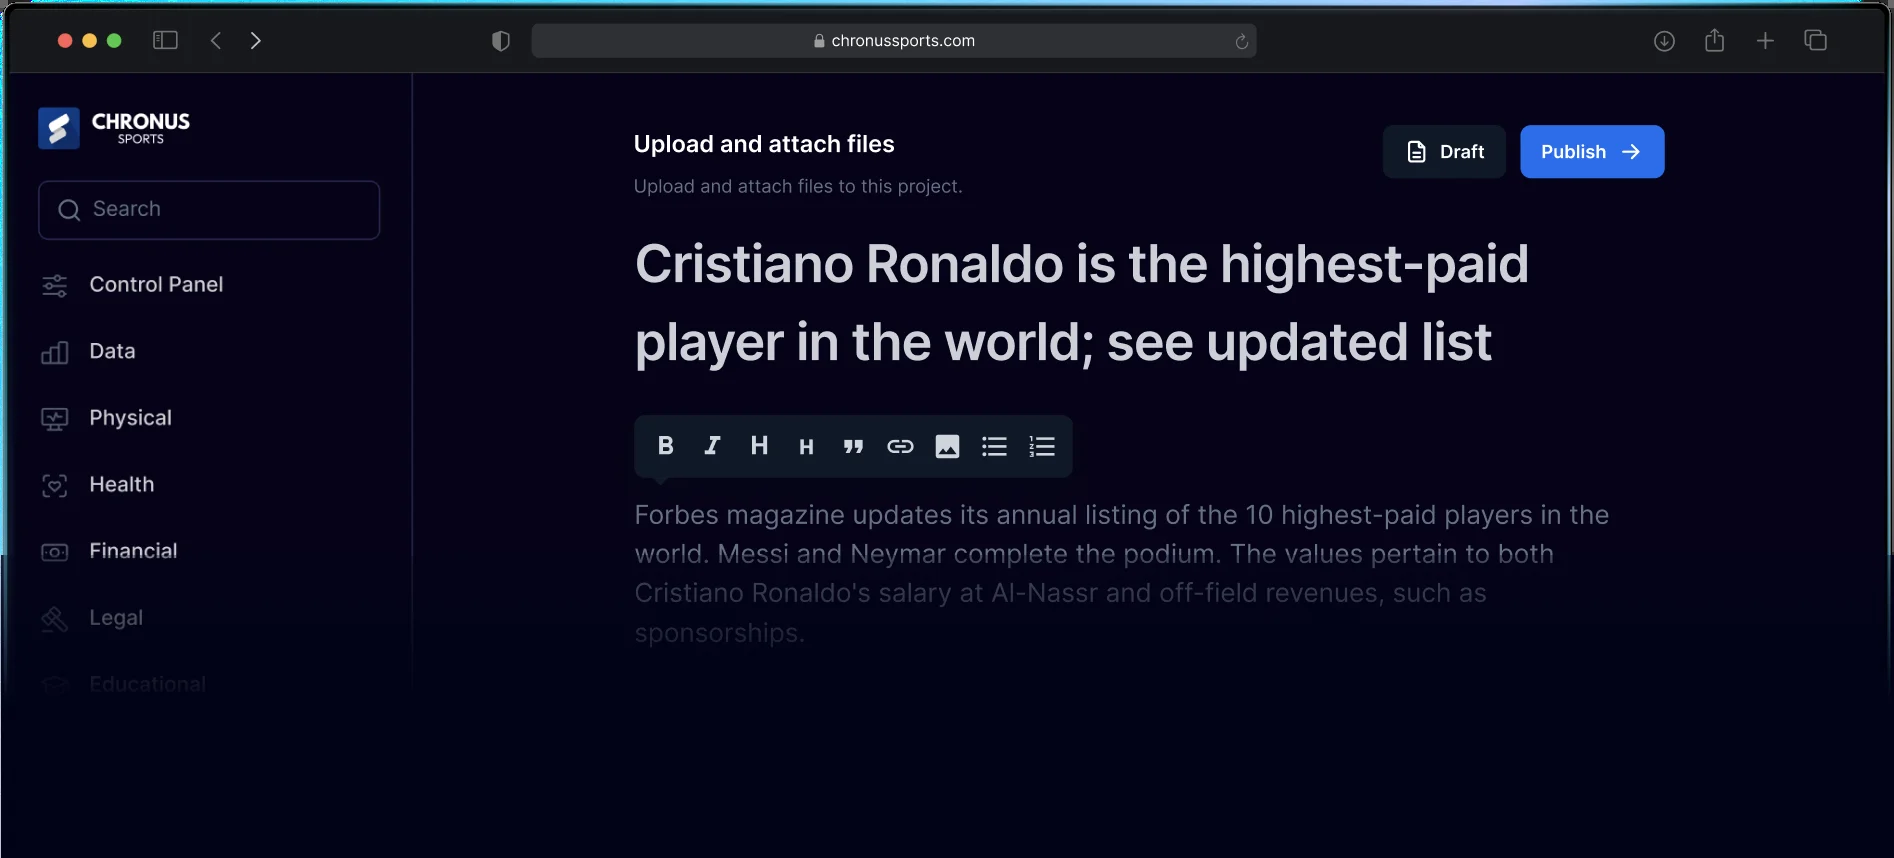 chronussports.com
CHRONUS
SPORTS
Search
Control Panel
Data
Physical
Health
Financial
Legal
Educational
Upload and attach files
Upload and attach files to this project.
Draft
Publish
Cristiano Ronaldo is the highest-paid
player in the world; see updated list
B I H H
Forbes magazine updates its annual listing of the 10 highest-paid players in the
world. Messi and Neymar complete the podium. The values pertain to both
Cristiano Ronaldo's salary at Al-Nassr and off-field revenues, such as
sponsorships.